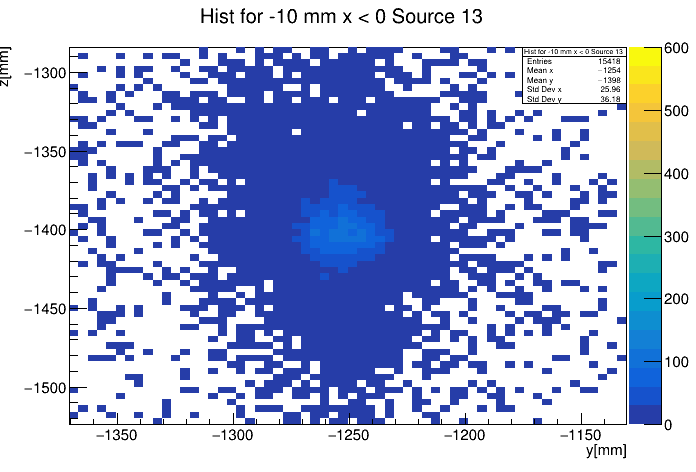 Hist for -10 mm x < 0 Source 13
z[mm]
Hist for -10 mm x < 0 Source 13
Entries 15418
Mean x −1254
Mean y −1398
Std Dev x 25.96
Std Dev y 36.18
−1300
−1350
−1400
−1450
−1500
−1350
−1300
−1250
−1200
−1150
y[mm]
600
500
400
300
200
100
0